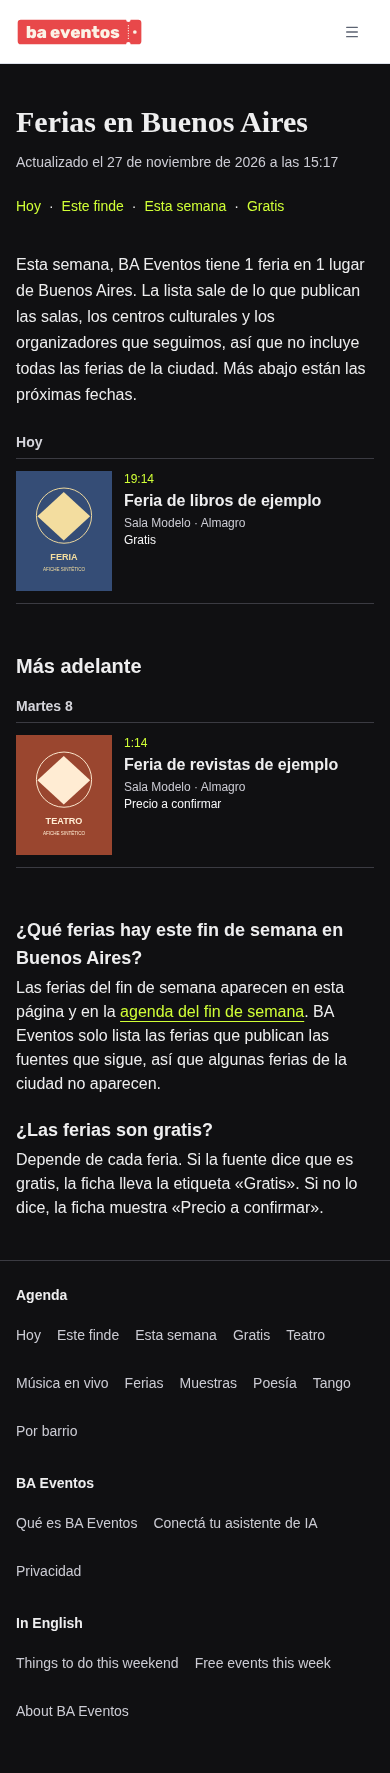 ba eventos
Ferias en Buenos Aires
Actualizado el 27 de noviembre de 2026 a las 15:17
Hoy · Este finde · Esta semana · Gratis
Esta semana, BA Eventos tiene 1 feria en 1 lugar
de Buenos Aires. La lista sale de lo que publican
las salas, los centros culturales y los
organizadores que seguimos, así que no incluye
todas las ferias de la ciudad. Más abajo están las
próximas fechas.
Hoy
19:14
Feria de libros de ejemplo
Sala Modelo · Almagro
Gratis
FERIA
AFICHE SINTÉTICO
Más adelante
Martes 8
1:14
Feria de revistas de ejemplo
Sala Modelo · Almagro
Precio a confirmar
TEATRO
AFICHE SINTÉTICO
¿Qué ferias hay este fin de semana en
Buenos Aires?
Las ferias del fin de semana aparecen en esta
página y en la agenda del fin de semana. BA
Eventos solo lista las ferias que publican las
fuentes que sigue, así que algunas ferias de la
ciudad no aparecen.
¿Las ferias son gratis?
Depende de cada feria. Si la fuente dice que es
gratis, la ficha lleva la etiqueta «Gratis». Si no lo
dice, la ficha muestra «Precio a confirmar».
Agenda
Hoy Este finde Esta semana Gratis Teatro
Música en vivo Ferias Muestras Poesía Tango
Por barrio
BA Eventos
Qué es BA Eventos Conectá tu asistente de IA
Privacidad
In English
Things to do this weekend Free events this week
About BA Eventos